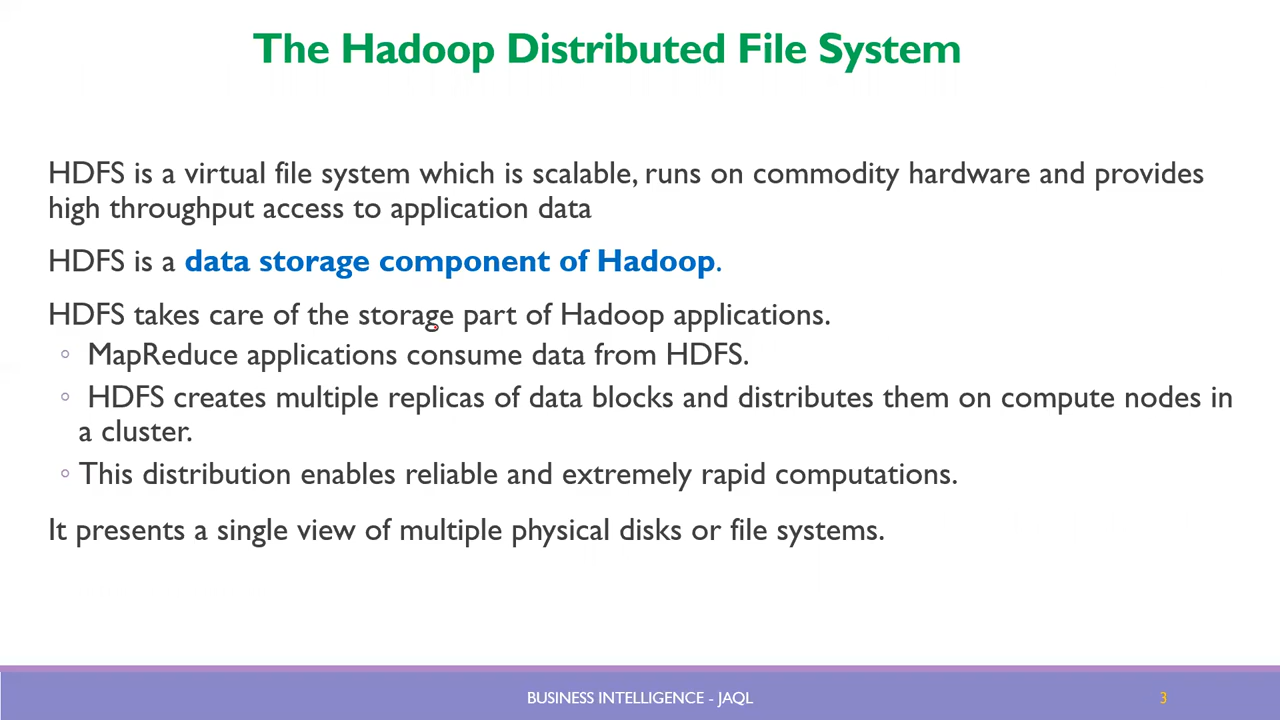 The Hadoop Distributed File System
HDFS is a virtual file system which is scalable, runs on commodity hardware and provides
high throughput access to application data
HDFS is a data storage component of Hadoop.
HDFS takes care of the storage part of Hadoop applications.
◦ MapReduce applications consume data from HDFS.
◦ HDFS creates multiple replicas of data blocks and distributes them on compute nodes in
a cluster.
◦ This distribution enables reliable and extremely rapid computations.
It presents a single view of multiple physical disks or file systems.
BUSINESS INTELLIGENCE - JAQL
3